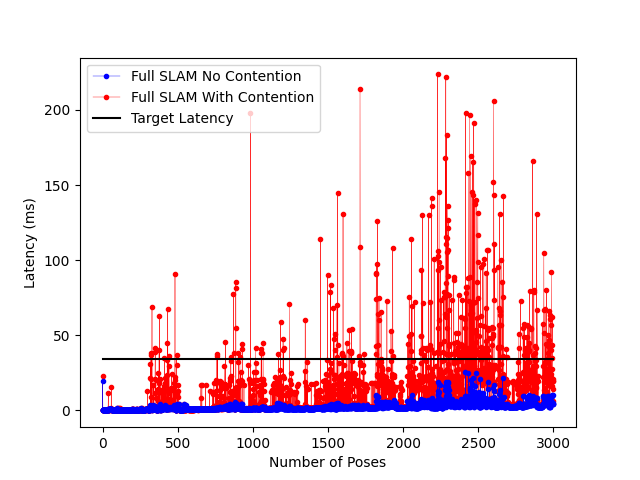 Full SLAM No Contention
Full SLAM With Contention
Target Latency
200
150
100
50
0
Latency (ms)
0 500 1000 1500 2000 2500 3000
Number of Poses